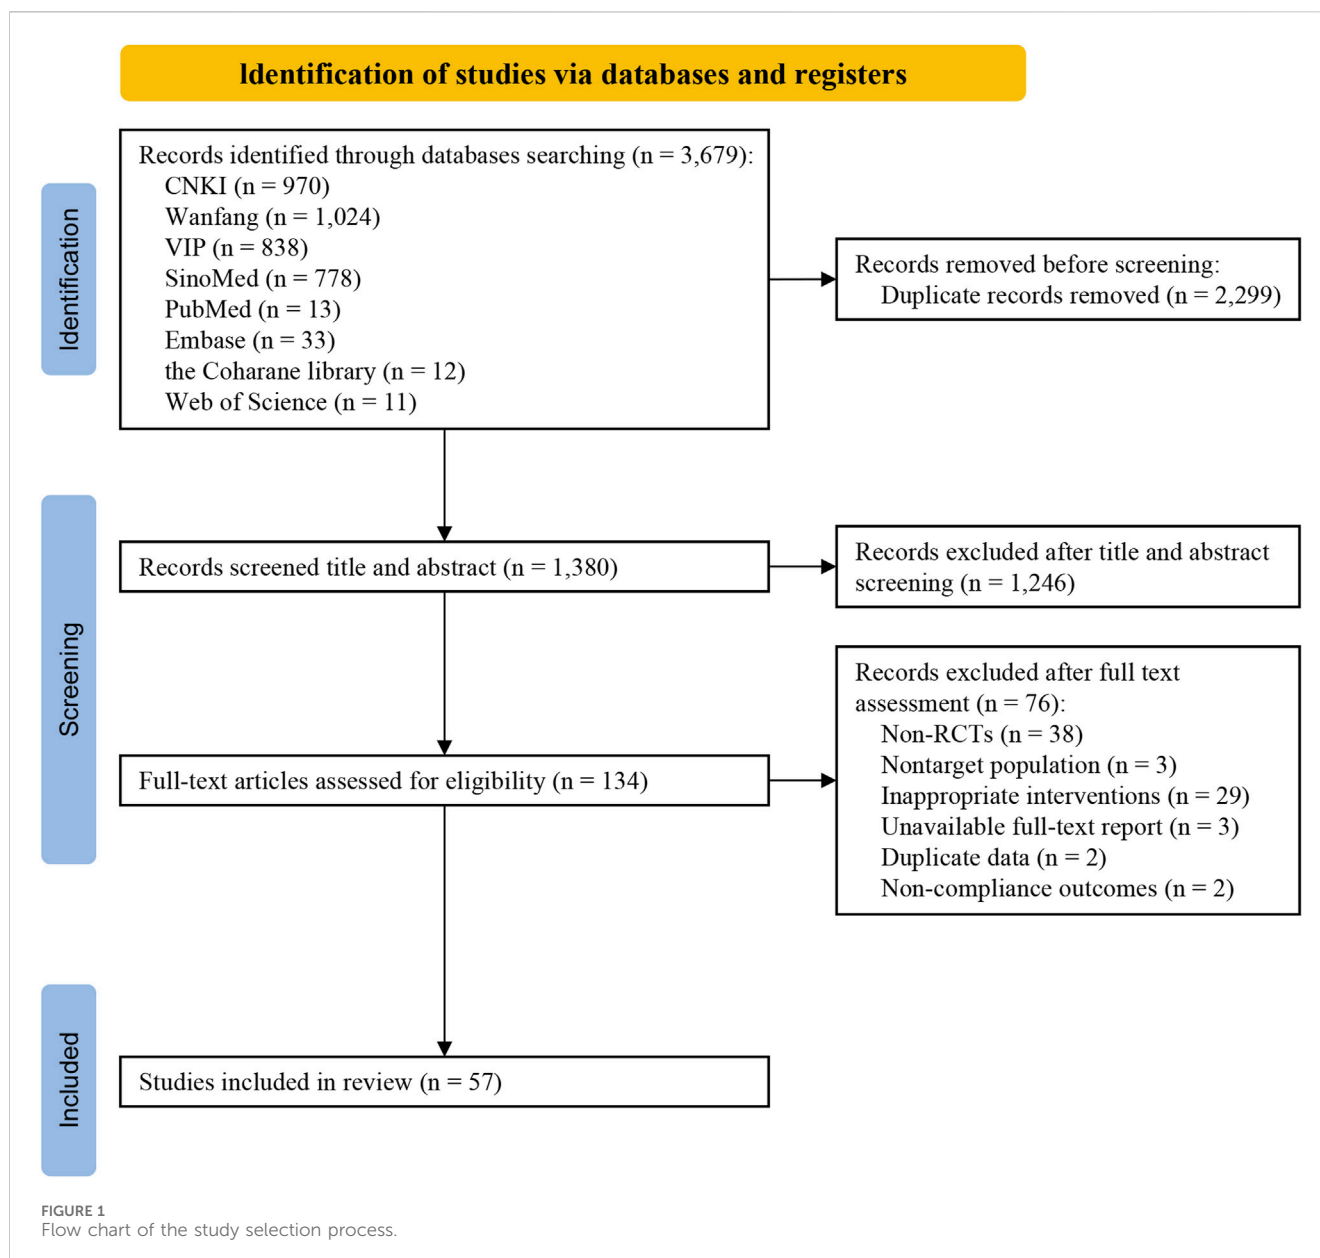 Identification of studies via databases and registers
Identification
Records identified through databases searching (n = 3,679):
CNKI (n = 970)
Wanfang (n = 1,024)
VIP (n = 838)
SinoMed (n = 778)
PubMed (n = 13)
Embase (n = 33)
the Coharane library (n = 12)
Web of Science (n = 11)
Records removed before screening:
Duplicate records removed (n = 2,299)
Screening
Records screened title and abstract (n = 1,380)
Records excluded after title and abstract
screening (n = 1,246)
Full-text articles assessed for eligibility (n = 134)
Records excluded after full text
assessment (n = 76):
Non-RCTs (n = 38)
Nontarget population (n = 3)
Inappropriate interventions (n = 29)
Unavailable full-text report (n = 3)
Duplicate data (n = 2)
Non-compliance outcomes (n = 2)
Included
Studies included in review (n = 57)
FIGURE 1
Flow chart of the study selection process.